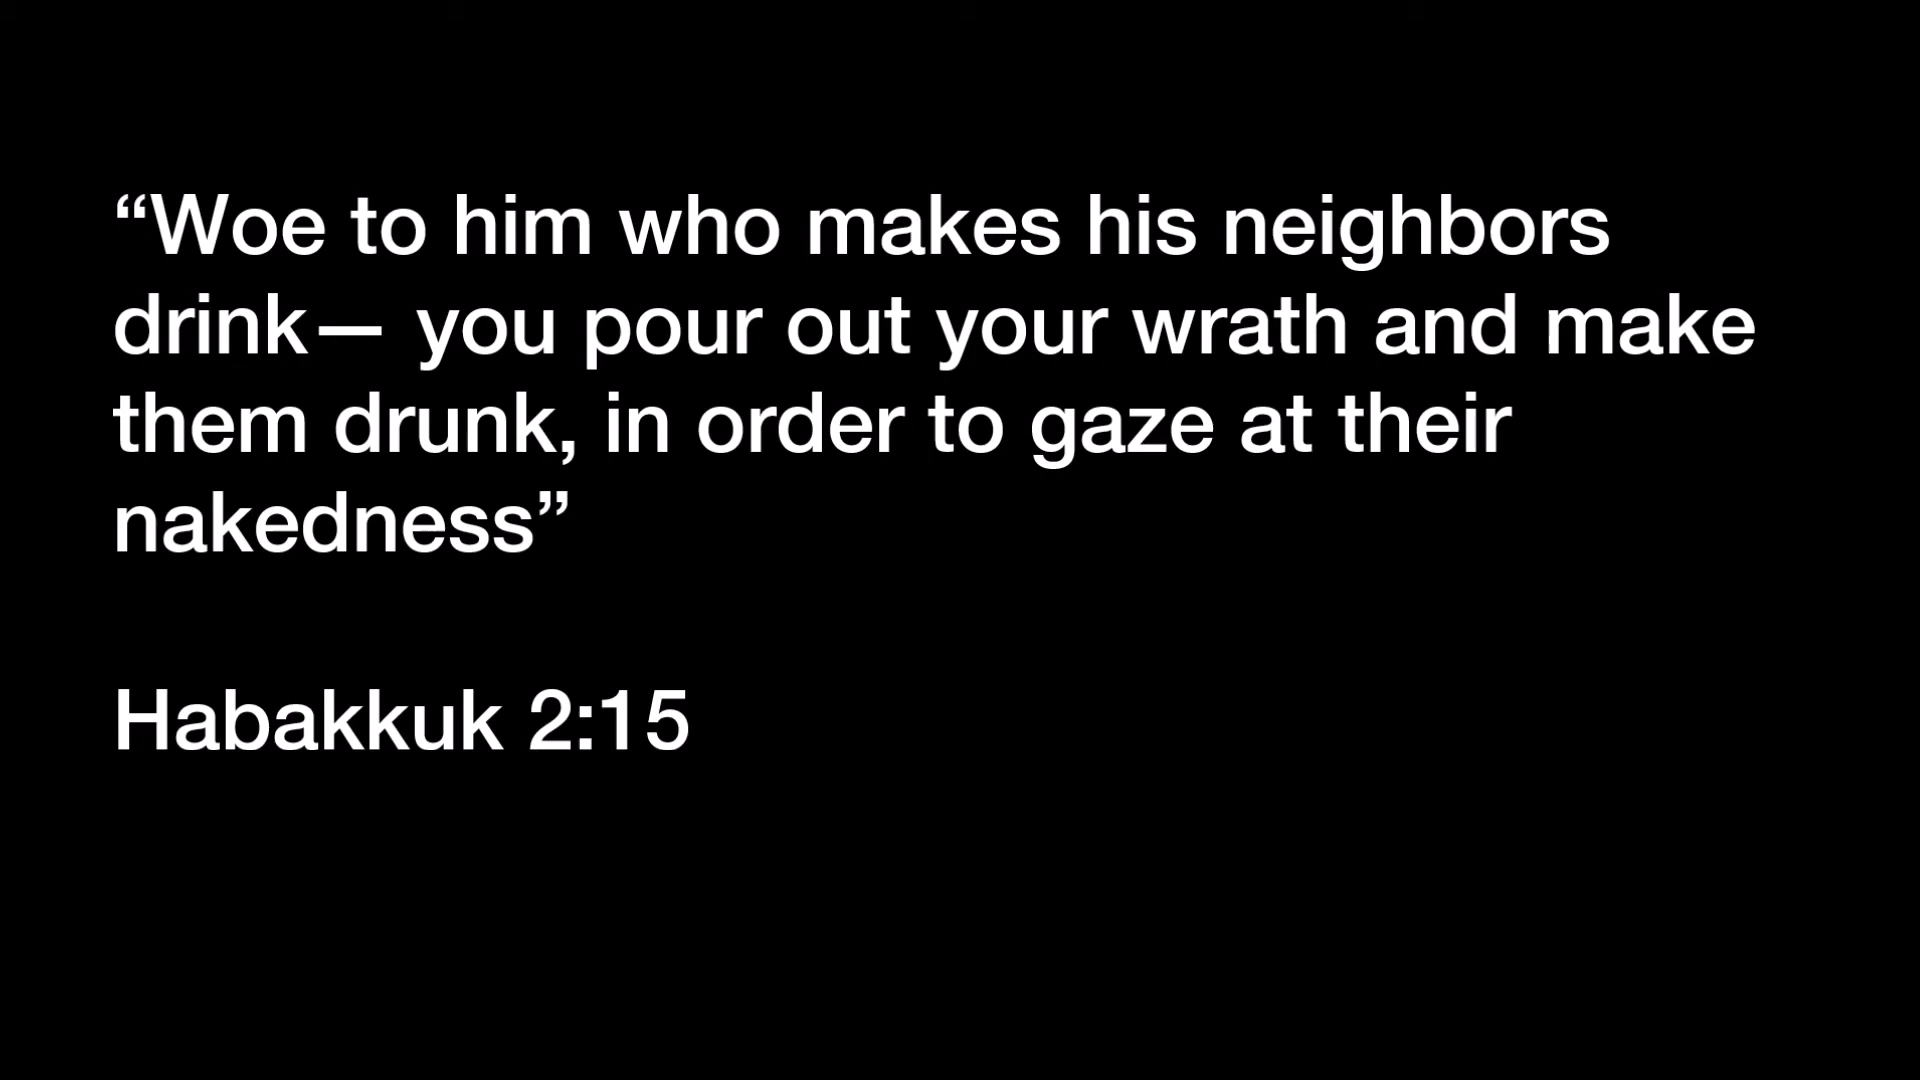 “Woe to him who makes his neighbors
drink— you pour out your wrath and make
them drunk, in order to gaze at their
nakedness”
Habakkuk 2:15